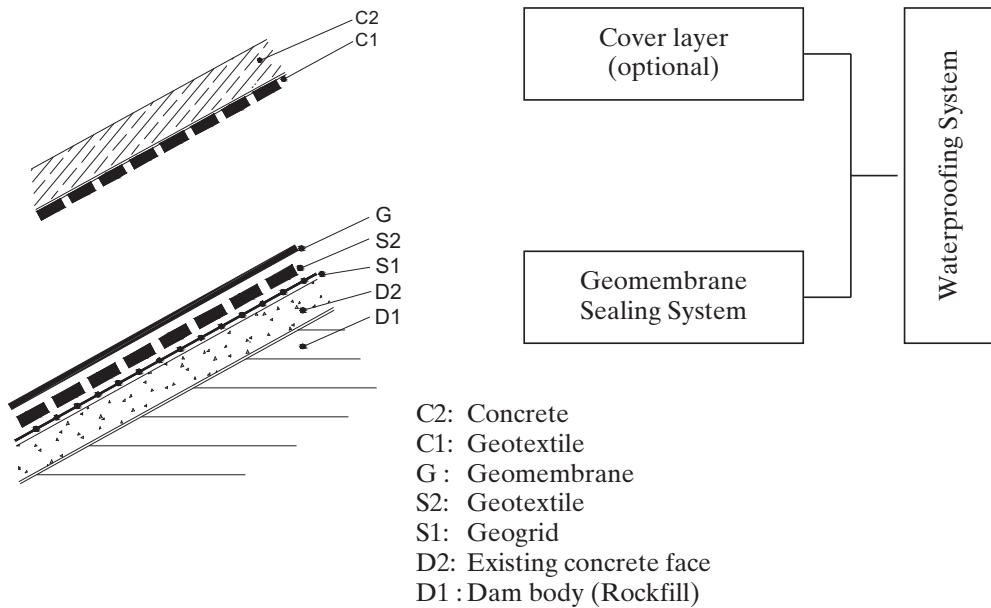 C2
C1
G
S2
S1
D2
D1
Cover layer
(optional)
Geomembrane
Sealing System
Waterproofing System
C2: Concrete
C1: Geotextile
G : Geomembrane
S2: Geotextile
S1: Geogrid
D2: Existing concrete face
D1 : Dam body (Rockfill)